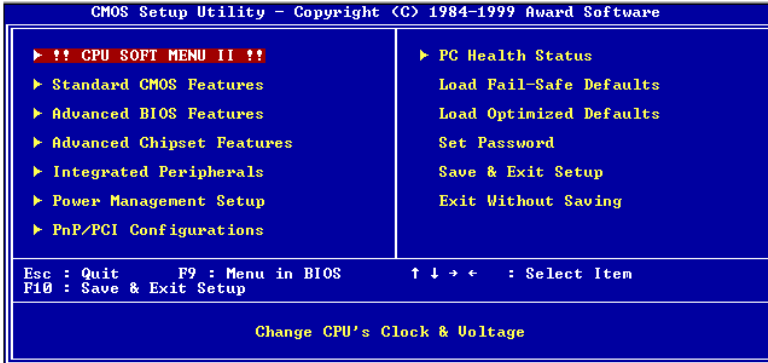 CMOS Setup Utility - Copyright (C) 1984-1999 Award Software
▶ !! CPU SOFT MENU II !!
▶ Standard CMOS Features
▶ Advanced BIOS Features
▶ Advanced Chipset Features
▶ Integrated Peripherals
▶ Power Management Setup
▶ PnP/PCI Configurations
▶ PC Health Status
Load Fail-Safe Defaults
Load Optimized Defaults
Set Password
Save & Exit Setup
Exit Without Saving
Esc : Quit F9 : Menu in BIOS ↑ ↓ → ← : Select Item
F10 : Save & Exit Setup
Change CPU's Clock & Voltage